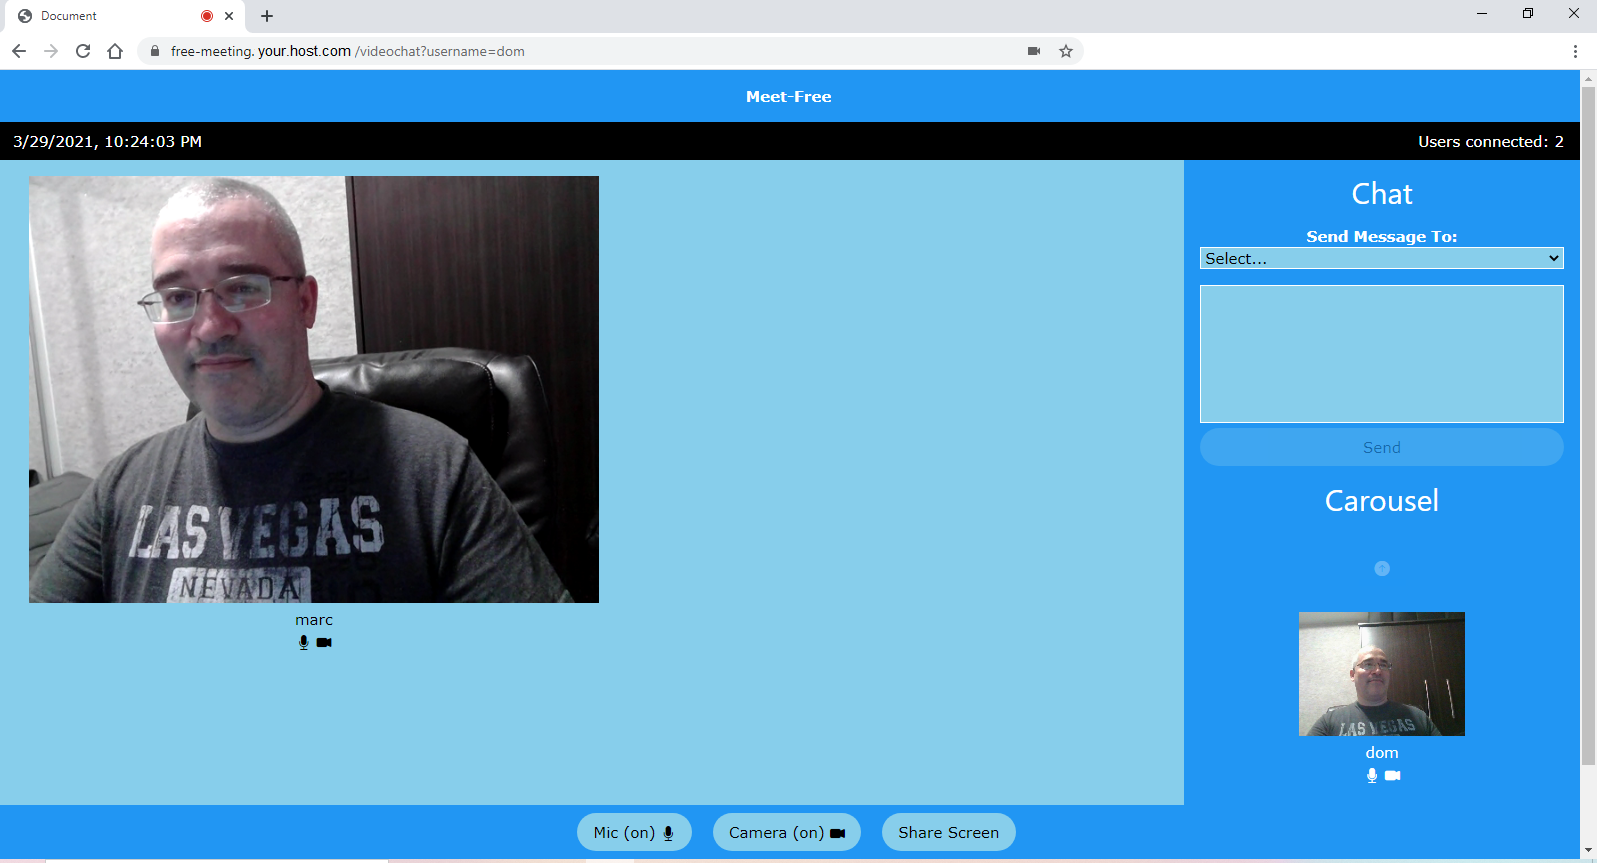 Document
free-meeting. your.host.com /videochat?username=dom
Meet-Free
3/29/2021, 10:24:03 PM
Users connected: 2
Chat
Send Message To:
Select...
Send
Carousel
LAS VEGAS
NEVADA
marc
LAS VEGAS
dom
Mic (on)
Camera (on)
Share Screen